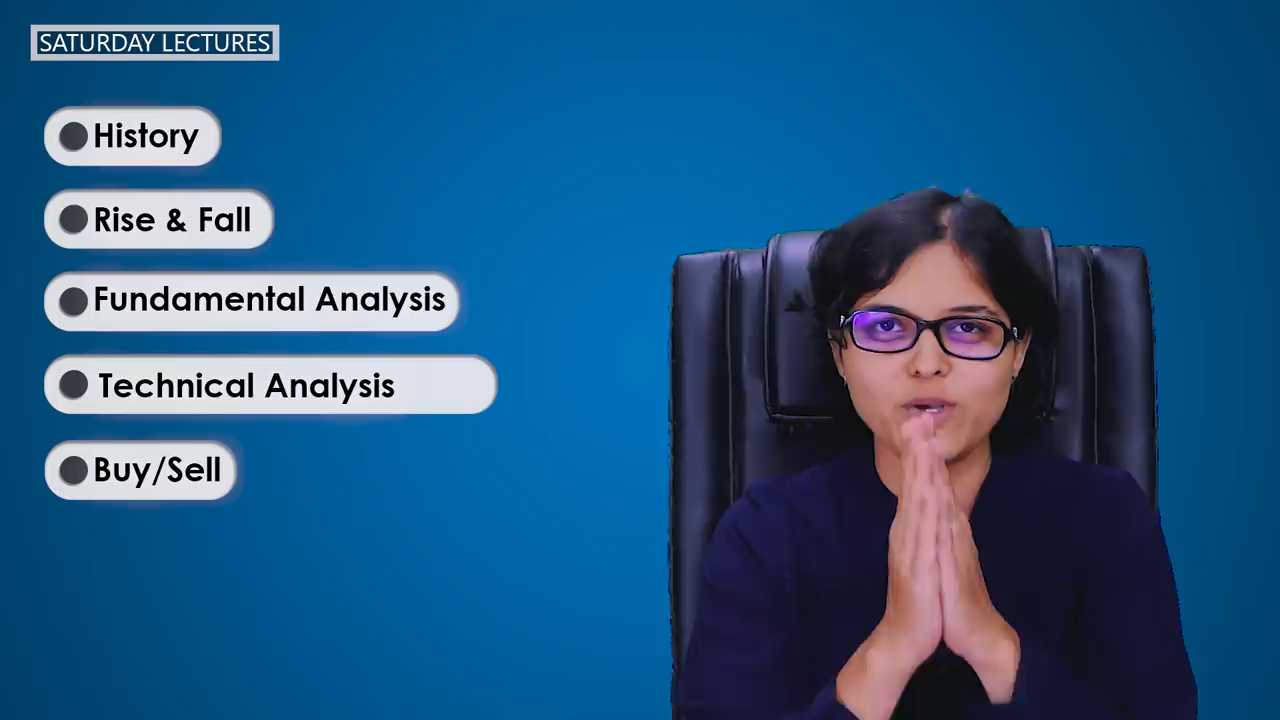 SATURDAY LECTURES
History
Rise & Fall
Fundamental Analysis
Technical Analysis
Buy/Sell